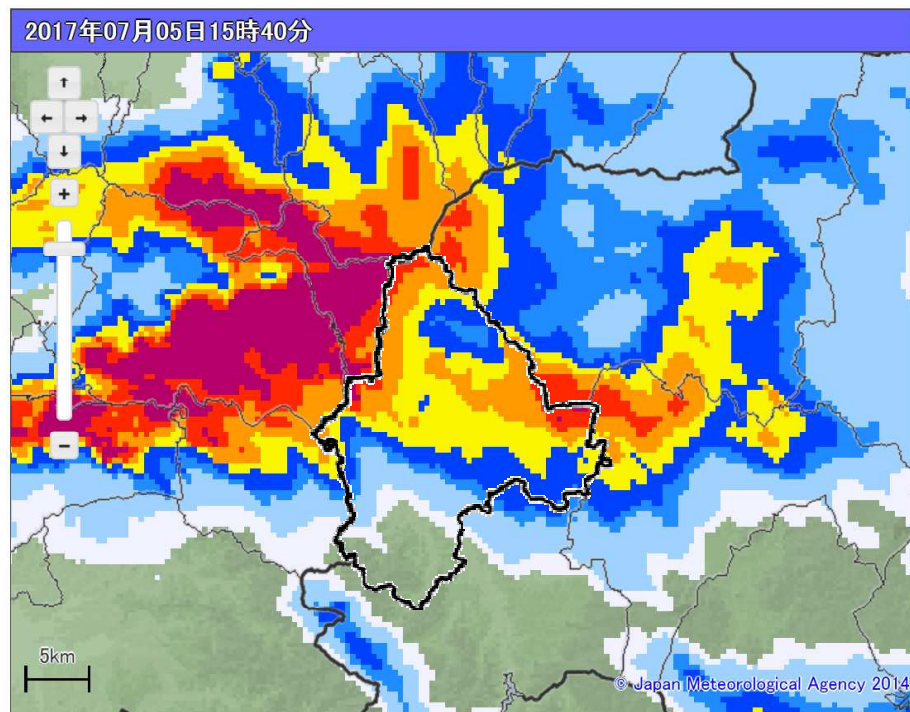 2017年07月05日15時40分
↑
← →
↓
+
−
5km
© Japan Meteorological Agency 2014